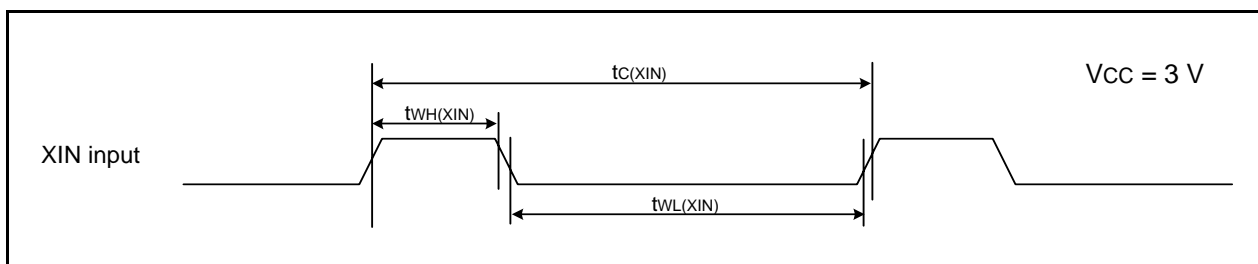 tC(XIN)
VCC = 3 V
tWH(XIN)
XIN input
tWL(XIN)